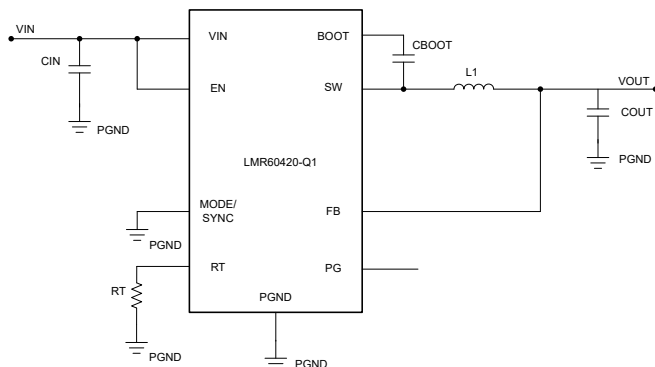 VIN
CIN
PGND
VIN
BOOT
CBOOT
EN
SW
L1
VOUT
COUT
PGND
LMR60420-Q1
MODE/
SYNC
PGND
FB
RT
RT
PG
PGND
PGND
PGND